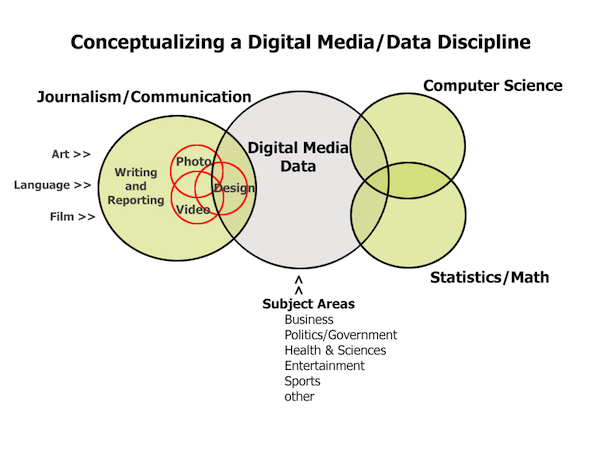 Conceptualizing a Digital Media/Data Discipline
Computer Science
Journalism/Communication
Digital Media
Data
Art >>
Photo
Writing
and
Reporting
Language >>
Design
Video
Film >>
Statistics/Math
Subject Areas
Business
Politics/Government
Health & Sciences
Entertainment
Sports
other